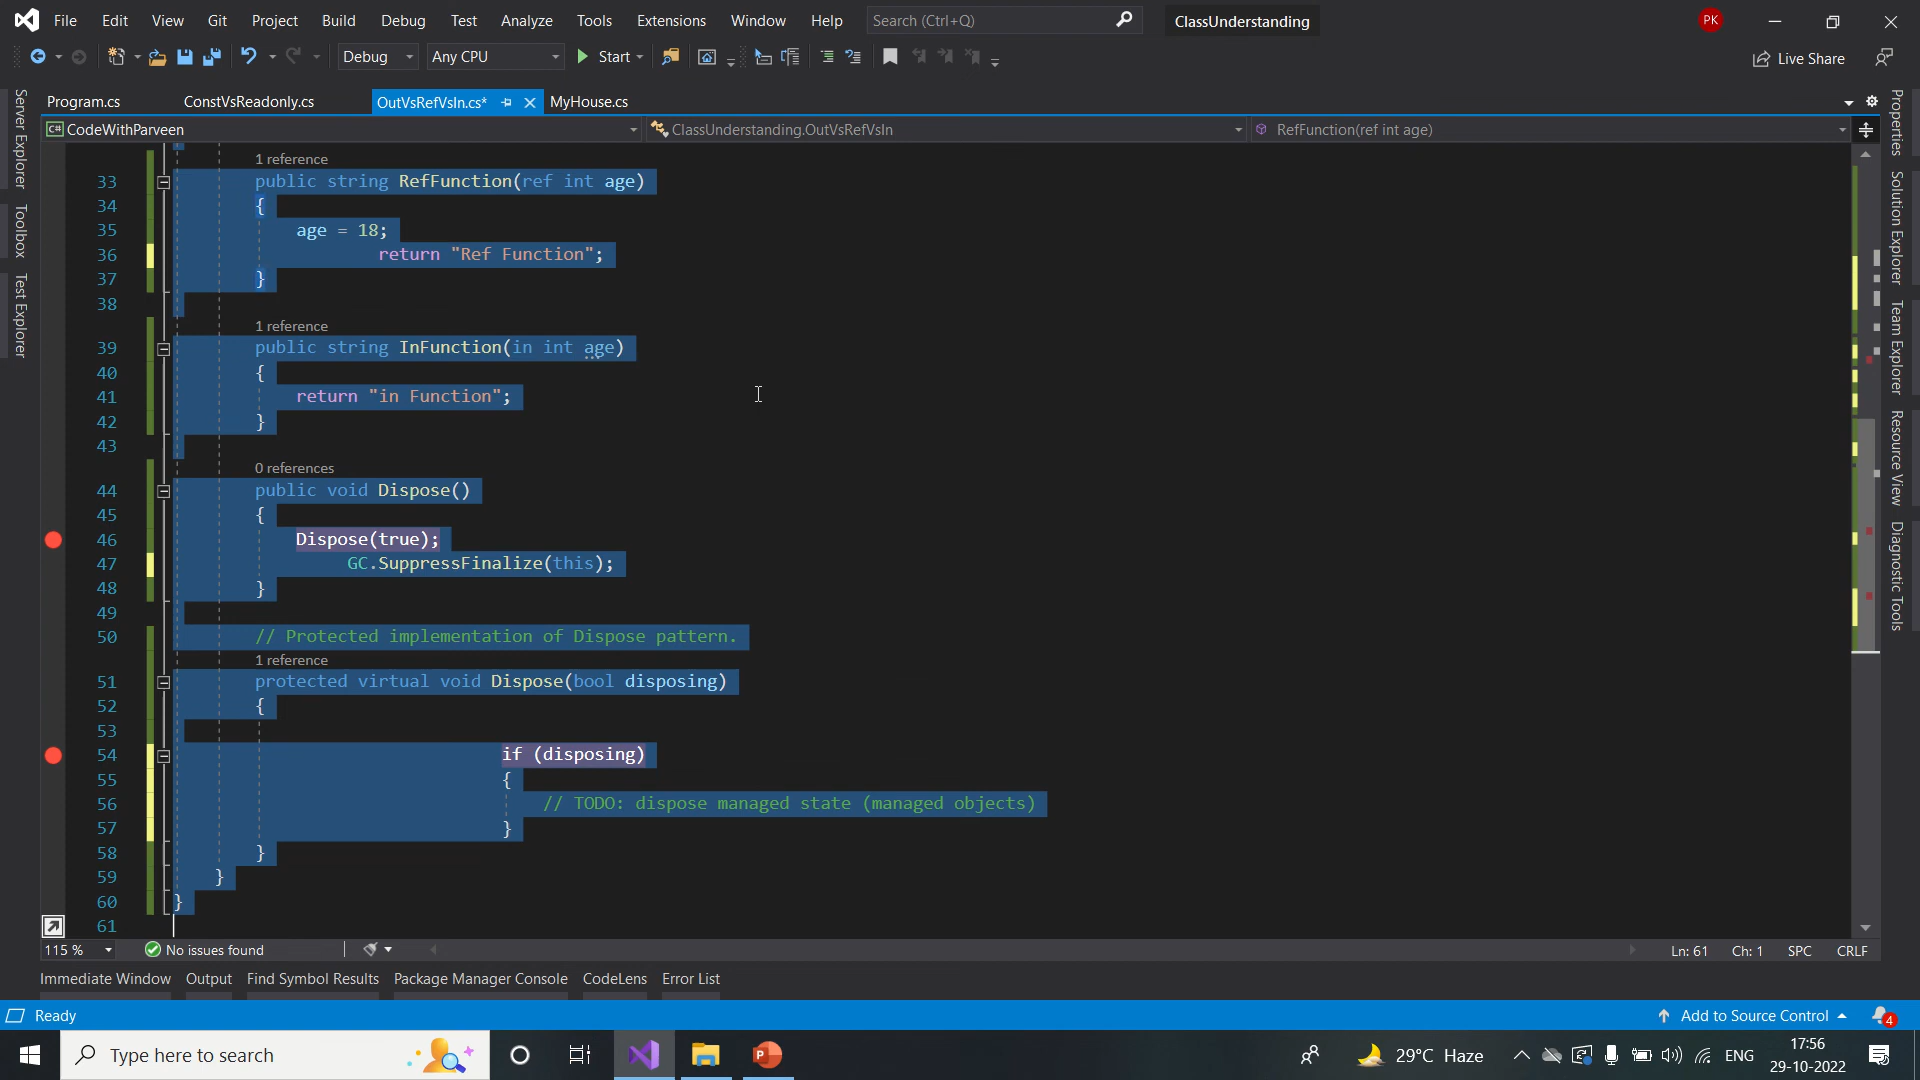 File Edit View Git Project Build Debug Test Analyze Tools Extensions Window Help Search (Ctrl+Q) ClassUnderstanding PK
Debug Any CPU Start Live Share
Program.cs ConstVsReadonly.cs OutVsRefVsIn.cs* MyHouse.cs
C# CodeWithParveen ClassUnderstanding.OutVsRefVsIn RefFunction(ref int age)
Server Explorer
Toolbox
Test Explorer
1 reference
33 public string RefFunction(ref int age)
34 {
35 age = 18;
36 return "Ref Function";
37 }
38
1 reference
39 public string InFunction(in int age)
40 {
41 return "in Function";
42 }
43
0 references
44 public void Dispose()
45 {
46 Dispose(true);
47 GC.SuppressFinalize(this);
48 }
49
50 // Protected implementation of Dispose pattern.
1 reference
51 protected virtual void Dispose(bool disposing)
52 {
53
54 if (disposing)
55 {
56 // TODO: dispose managed state (managed objects)
57 }
58 }
59 }
60 }
61
Properties
Solution Explorer
Team Explorer
Resource View
Diagnostic Tools
115 % No issues found Ln: 61 Ch: 1 SPC CRLF
Immediate Window Output Find Symbol Results Package Manager Console CodeLens Error List
Ready Add to Source Control 4
Type here to search 29°C Haze ENG 17:56
29-10-2022